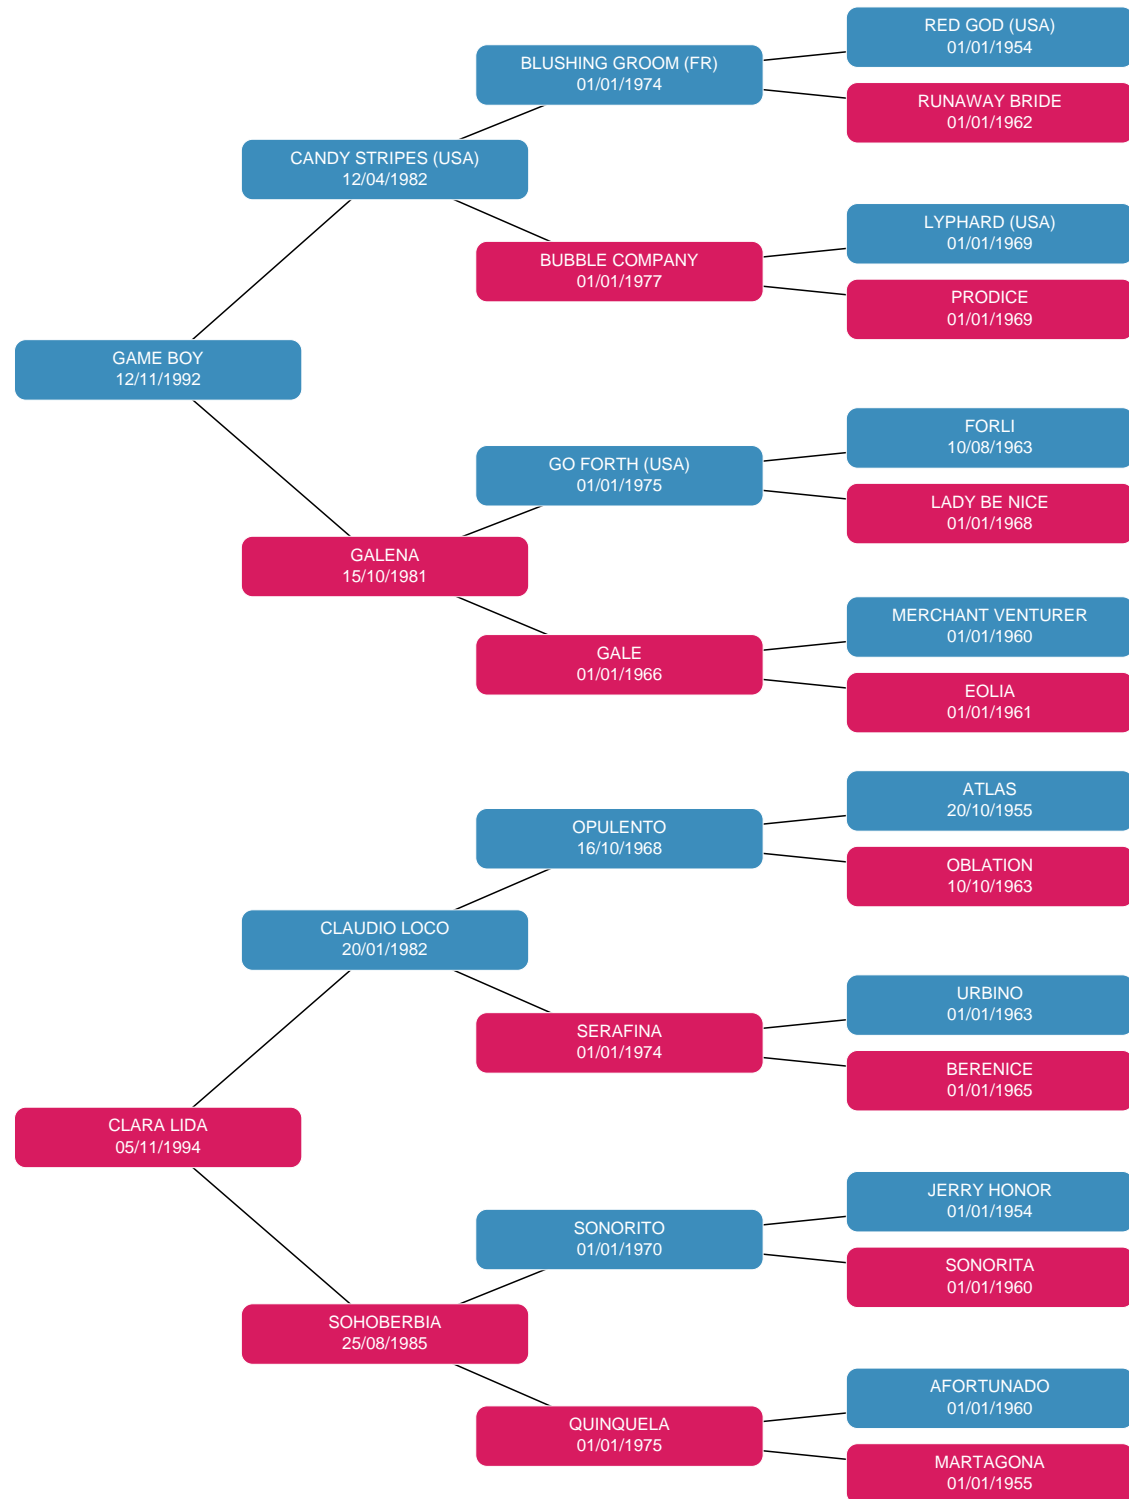 RED GOD (USA)
01/01/1954
BLUSHING GROOM (FR)
01/01/1974
RUNAWAY BRIDE
01/01/1962
CANDY STRIPES (USA)
12/04/1982
LYPHARD (USA)
01/01/1969
BUBBLE COMPANY
01/01/1977
PRODICE
01/01/1969
GAME BOY
12/11/1992
FORLI
10/08/1963
GO FORTH (USA)
01/01/1975
LADY BE NICE
01/01/1968
GALENA
15/10/1981
MERCHANT VENTURER
01/01/1960
GALE
01/01/1966
EOLIA
01/01/1961
ATLAS
20/10/1955
OPULENTO
16/10/1968
OBLATION
10/10/1963
CLAUDIO LOCO
20/01/1982
URBINO
01/01/1963
SERAFINA
01/01/1974
BERENICE
01/01/1965
CLARA LIDA
05/11/1994
JERRY HONOR
01/01/1954
SONORITO
01/01/1970
SONORITA
01/01/1960
SOHOBERBIA
25/08/1985
AFORTUNADO
01/01/1960
QUINQUELA
01/01/1975
MARTAGONA
01/01/1955